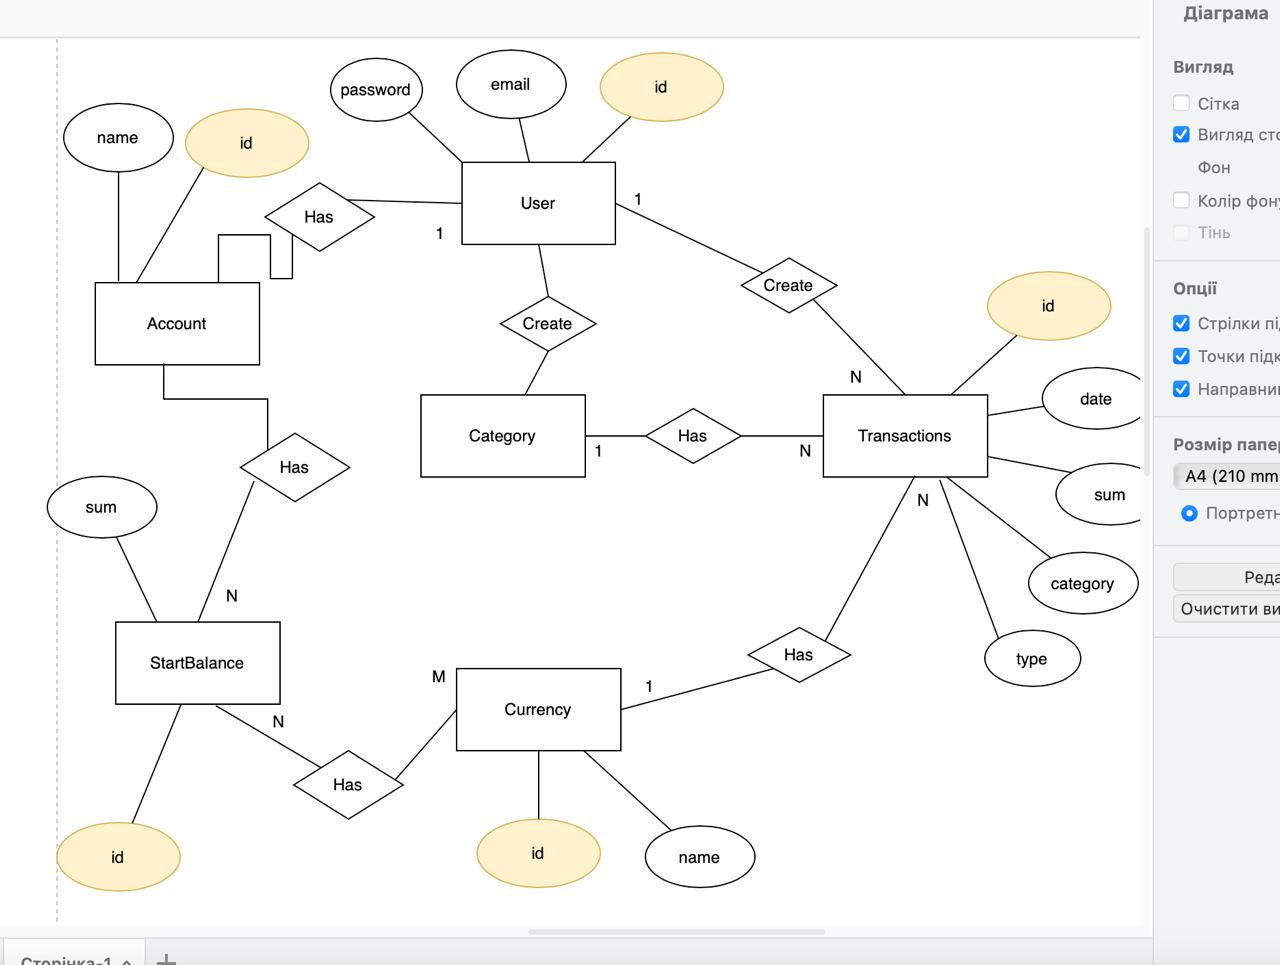 Діаграма
password
email
id
name
id
Has
User
1
1
Вигляд
Сітка
Вигляд сто
Фон
Колір фону
Тінь
Account
Create
Create
id
Опції
Стрілки пі
Точки підк
Направни
N
date
Category
1
Has
N
Transactions
Розмір папер
A4 (210 mm
Портретн
Has
sum
N
sum
N
category
type
Реда
Очистити ви
StartBalance
N
M
Currency
1
Has
Has
id
id
name
Сторінка-1